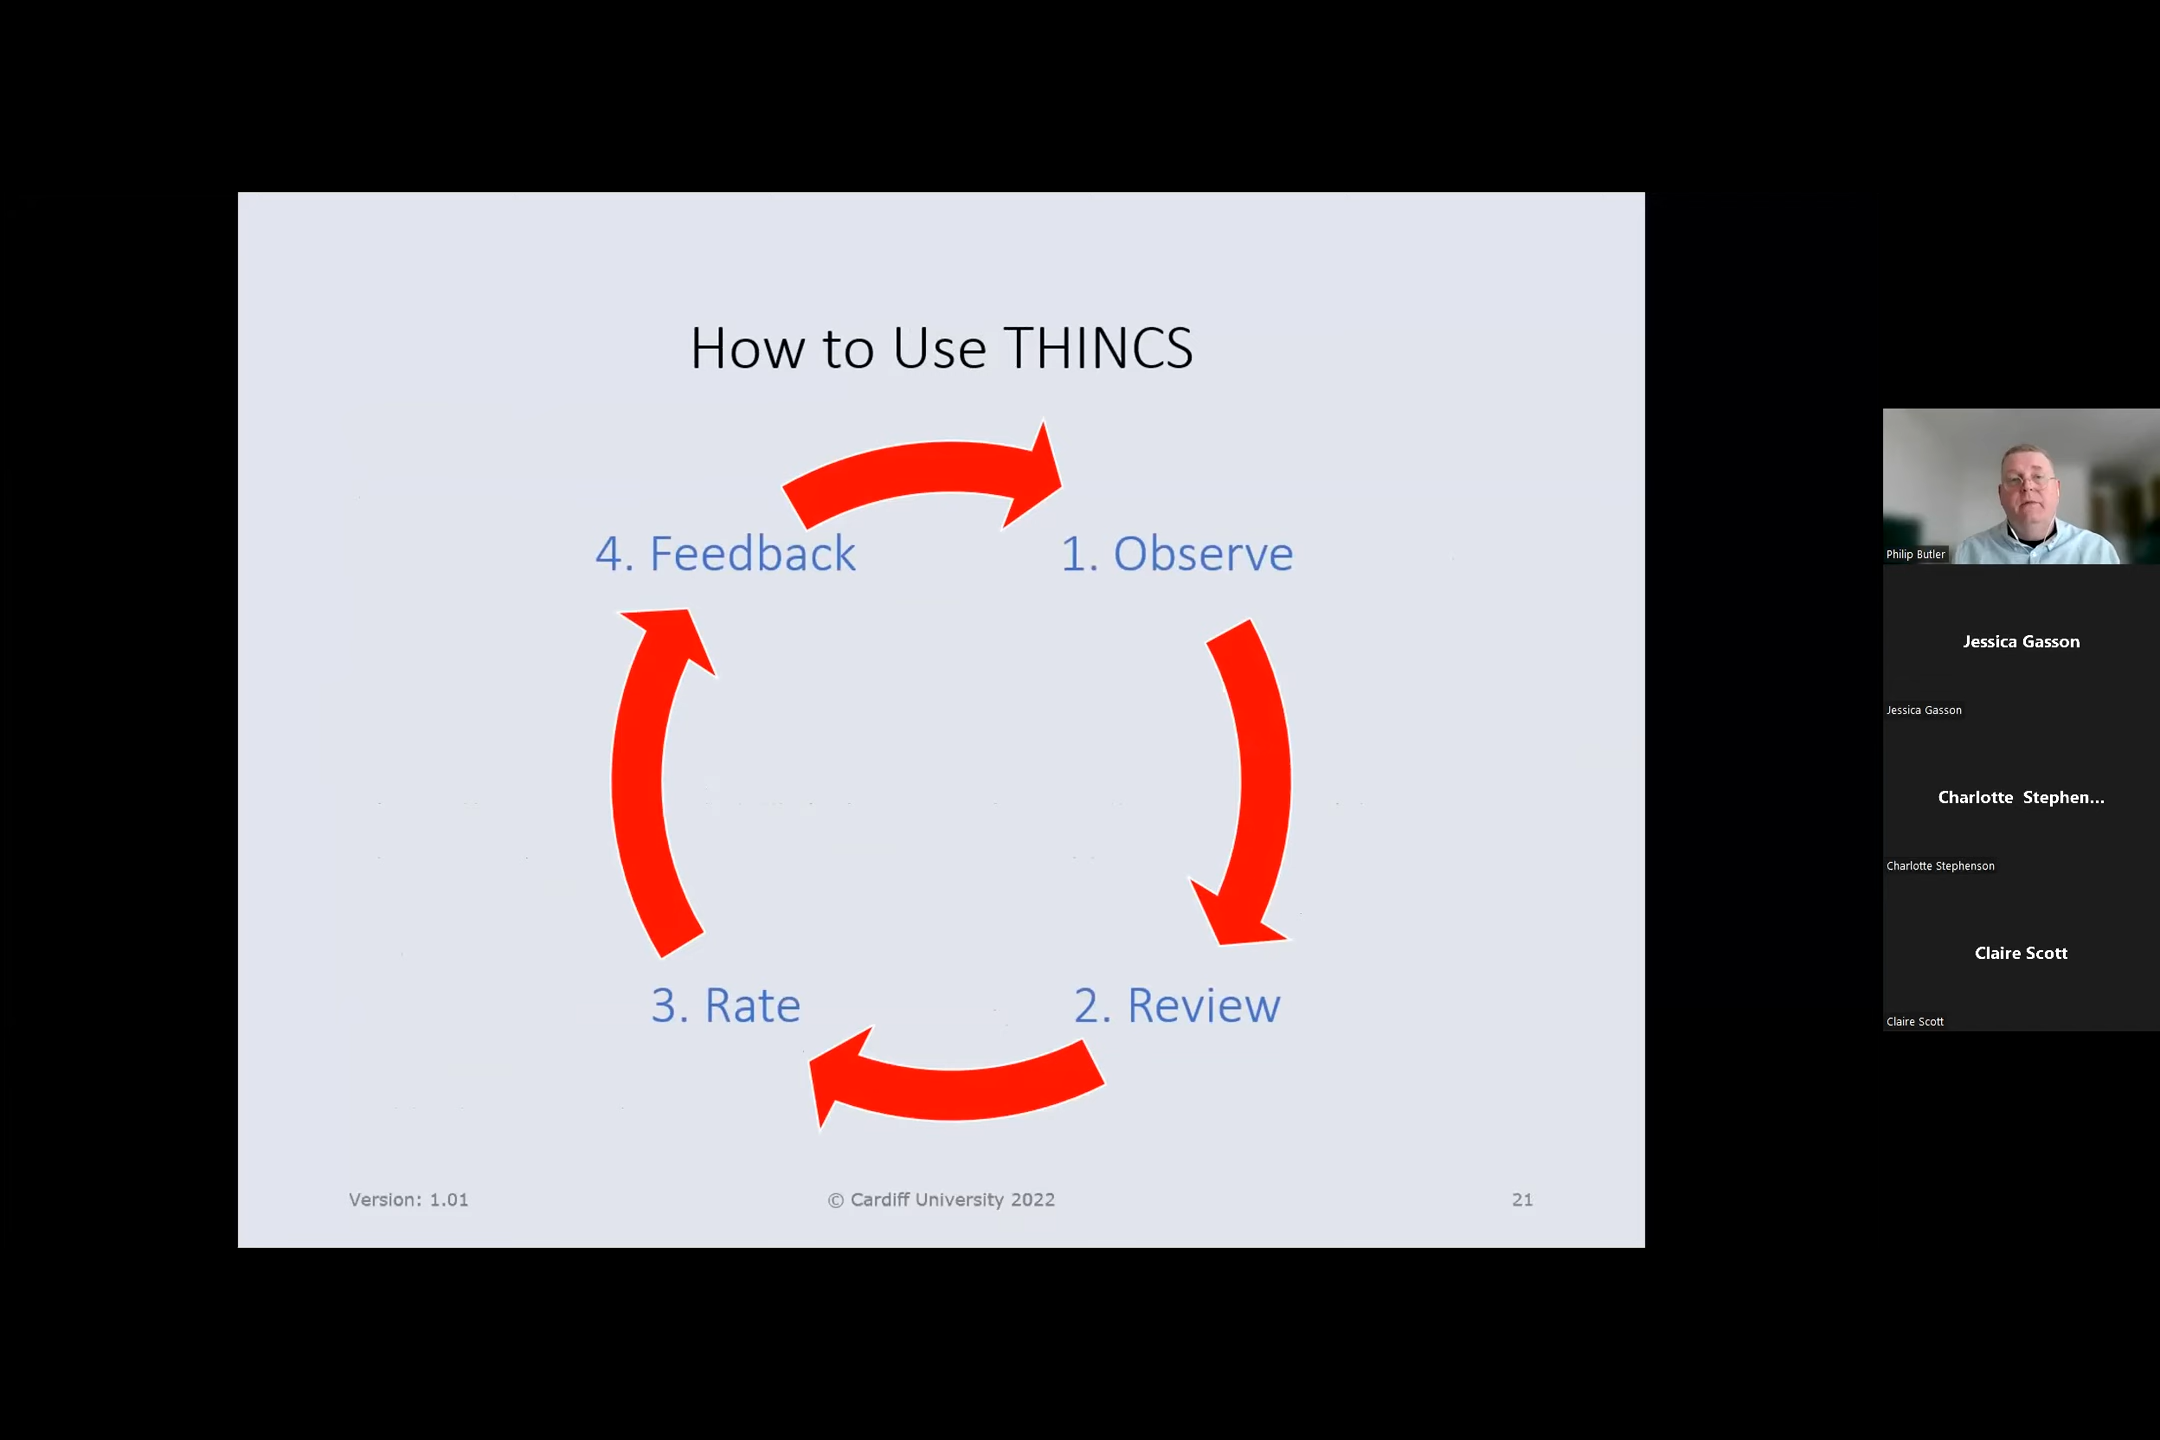 How to Use THINCS
4. Feedback
1. Observe
3. Rate
2. Review
Version: 1.01
© Cardiff University 2022
21
Philip Butler
Jessica Gasson
Jessica Gasson
Charlotte Stephen...
Charlotte Stephenson
Claire Scott
Claire Scott